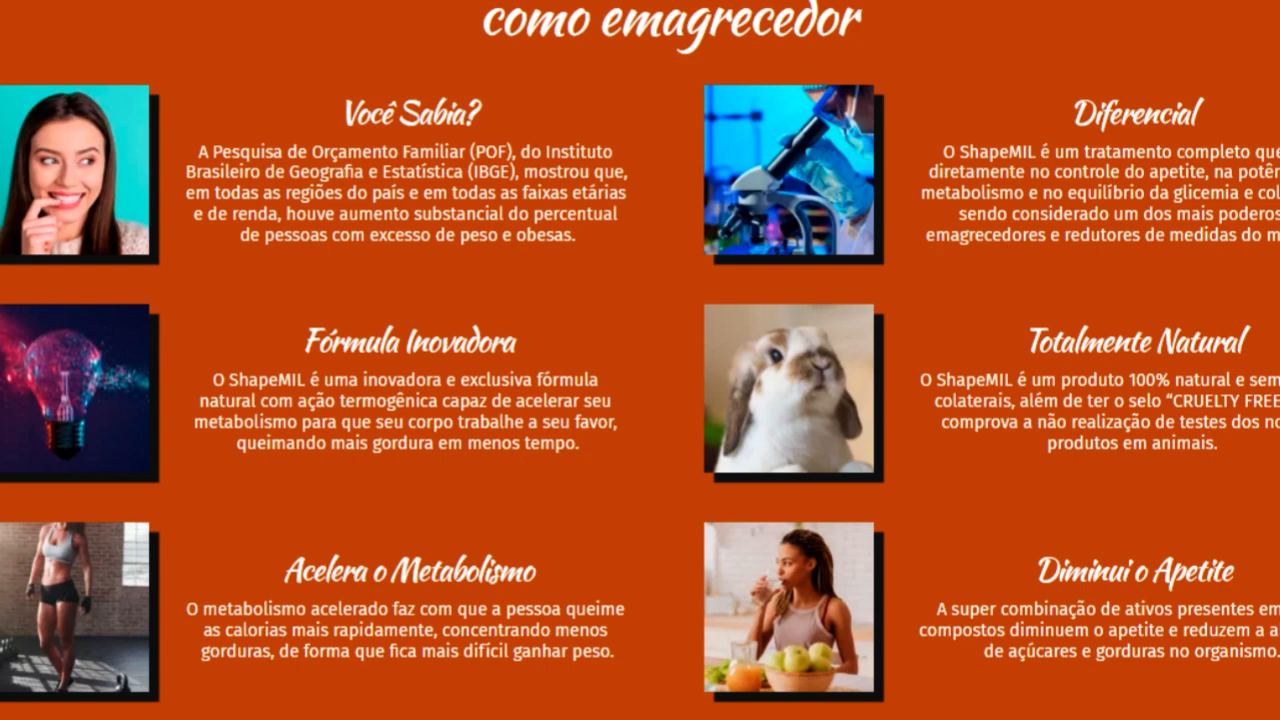 como emagrecedor
Você Sabia?
A Pesquisa de Orçamento Familiar (POF), do Instituto
Brasileiro de Geografia e Estatística (IBGE), mostrou que,
em todas as regiões do país e em todas as faixas etárias
e de renda, houve aumento substancial do percentual
de pessoas com excesso de peso e obesas.
Diferencial
O ShapeMIL é um tratamento completo que
diretamente no controle do apetite, na
metabolismo e no equilíbrio da glicemia e
sendo considerado um dos mais
emagrecedores e redutores de medidas do
Fórmula Inovadora
O ShapeMIL é uma inovadora e exclusiva fórmula
natural com ação termogênica capaz de acelerar seu
metabolismo para que seu corpo trabalhe a seu favor,
queimando mais gordura em menos tempo.
Totalmente Natural
O ShapeMIL é um produto 100% natural e sem
colaterais, além de ter o selo “CRUELTY FREE
comprova a não realização de testes dos
produtos em animais.
Acelera o Metabolismo
O metabolismo acelerado faz com que a pessoa queime
as calorias mais rapidamente, concentrando menos
gorduras, de forma que fica mais difícil ganhar peso.
Diminui o Apetite
A super combinação de ativos presentes em
compostos diminuem o apetite e reduzem a
de açúcares e gorduras no organismo.